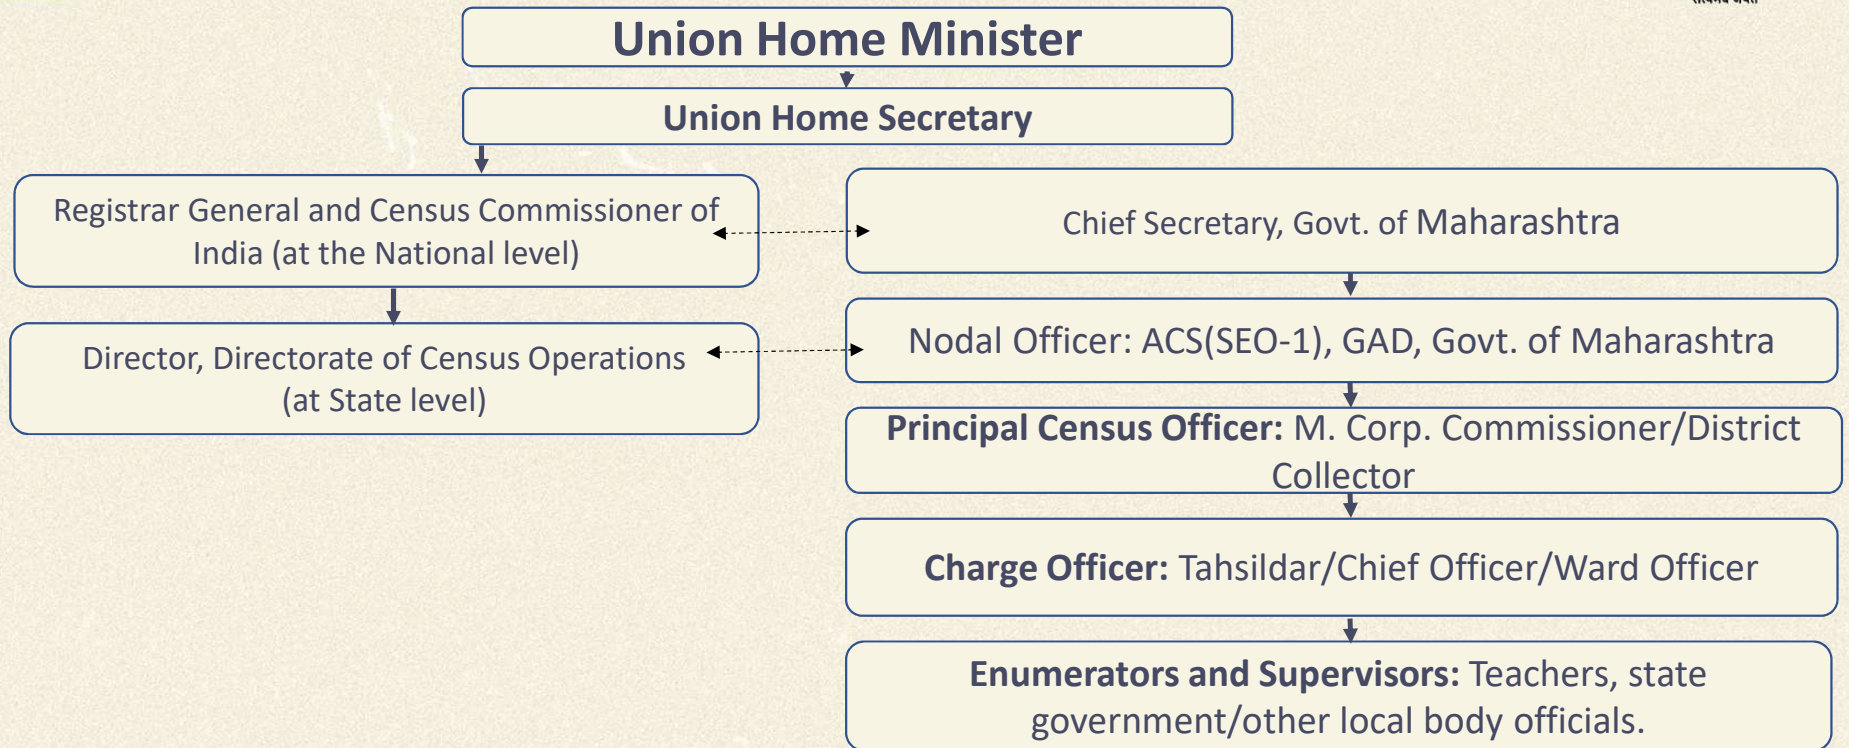 Union Home Minister
Union Home Secretary
Registrar General and Census Commissioner of
India (at the National level)
Chief Secretary, Govt. of Maharashtra
Director, Directorate of Census Operations
(at State level)
Nodal Officer: ACS(SEO-1), GAD, Govt. of Maharashtra
Principal Census Officer: M. Corp. Commissioner/District
Collector
Charge Officer: Tahsildar/Chief Officer/Ward Officer
Enumerators and Supervisors: Teachers, state
government/other local body officials.